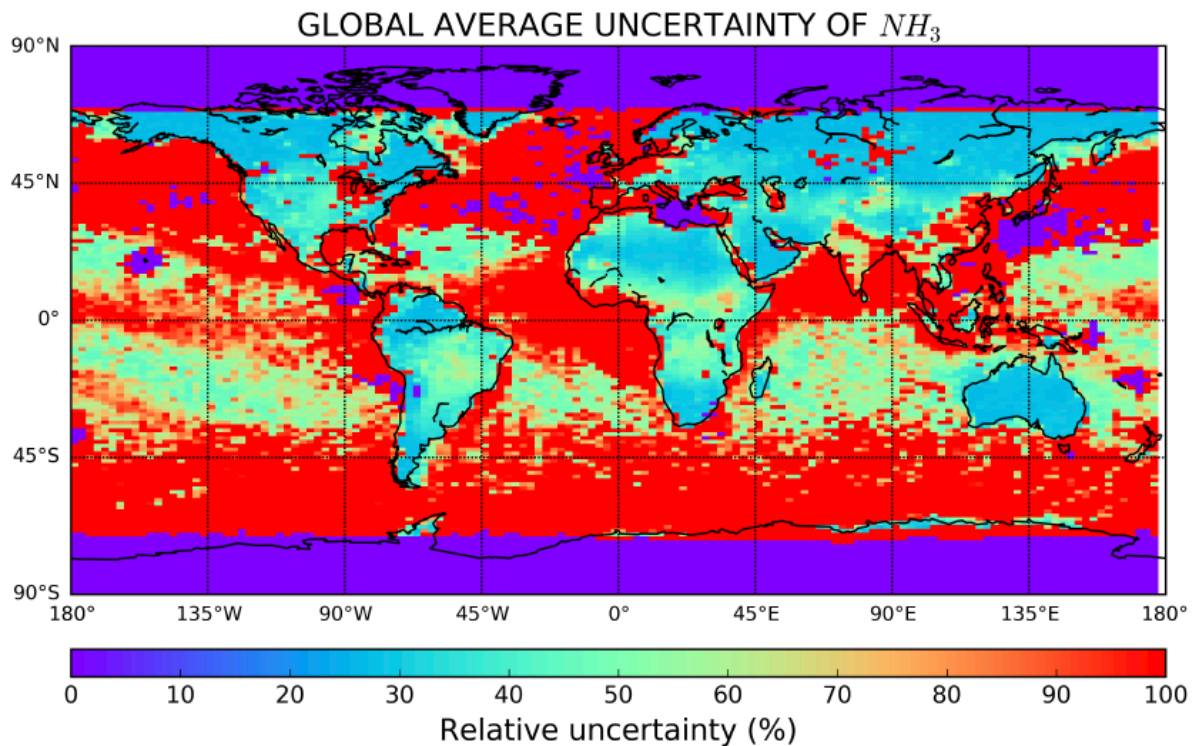 GLOBAL AVERAGE UNCERTAINTY OF NH₃
90°N
45°N
0°
45°S
90°S
180° 135°W 90°W 45°W 0° 45°E 90°E 135°E 180°
0 10 20 30 40 50 60 70 80 90 100
Relative uncertainty (%)